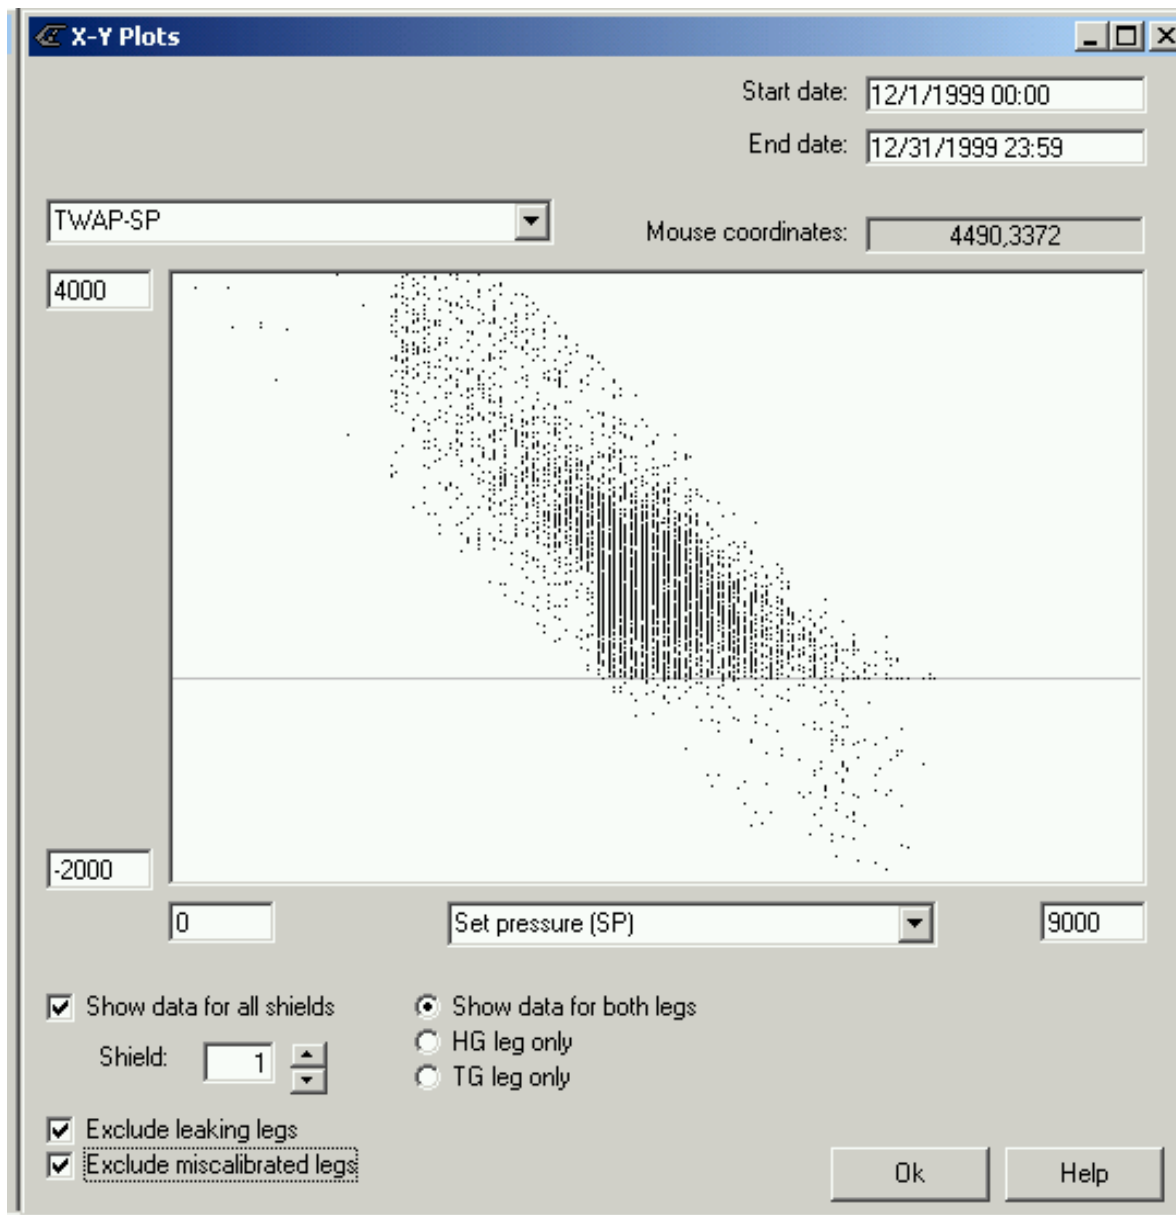 X-Y Plots
Start date: 12/1/1999 00:00
End date: 12/31/1999 23:59
TWAP-SP
Mouse coordinates: 4490,3372
4000
-2000
0
Set pressure (SP)
9000
Show data for all shields
Show data for both legs
Shield: 1
HG leg only
TG leg only
Exclude leaking legs
Exclude miscalibrated legs
Ok
Help